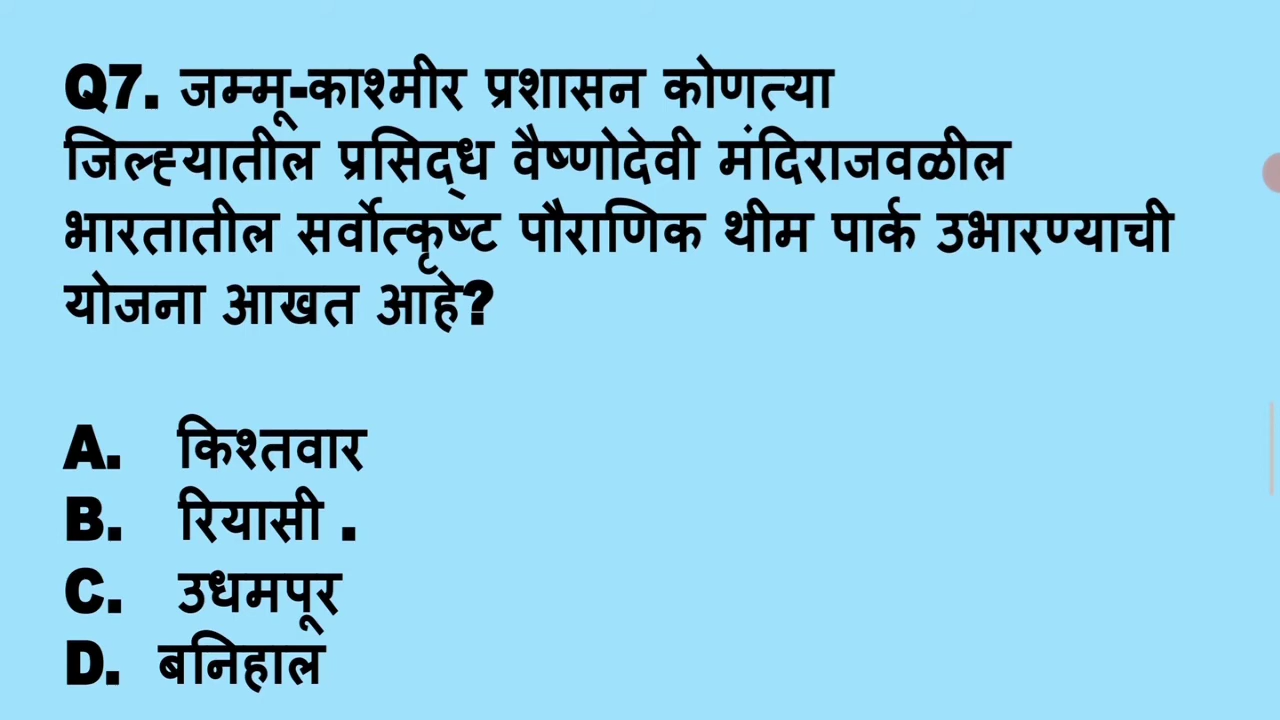 Q7. जम्मू-काश्मीर प्रशासन कोणत्या
जिल्ह्यातील प्रसिद्ध वैष्णोदेवी मंदिराजवळील
भारतातील सर्वोत्कृष्ट पौराणिक थीम पार्क उभारण्याची
योजना आखत आहे?
A. किश्तवार
B. रियासी .
C. उधमपूर
D. बनिहाल